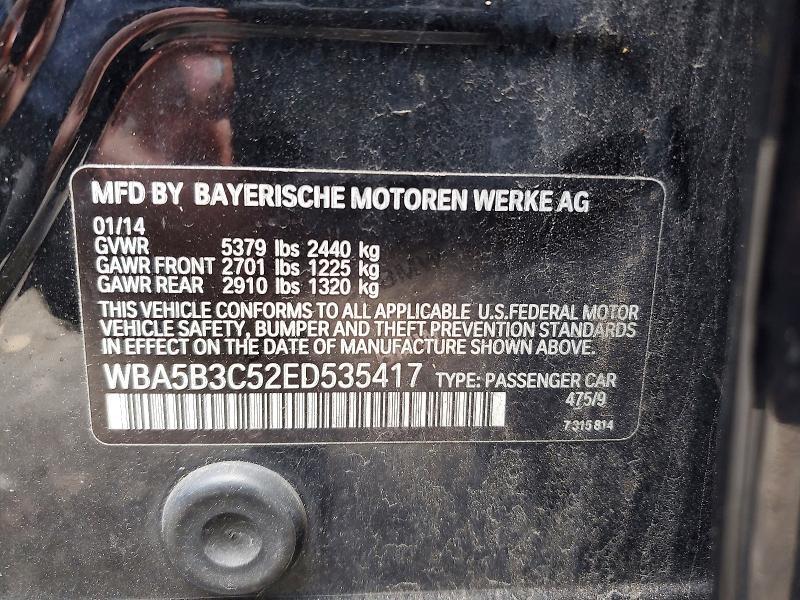 MFD BY BAYERISCHE MOTOREN WERKE AG
01/14
GVWR 5379 lbs 2440 kg
GAWR FRONT 2701 lbs 1225 kg
GAWR REAR 2910 lbs 1320 kg
THIS VEHICLE CONFORMS TO ALL APPLICABLE U.S.FEDERAL MOTOR
VEHICLE SAFETY, BUMPER AND THEFT PREVENTION STANDARDS
IN EFFECT ON THE DATE OF MANUFACTURE SHOWN ABOVE.
WBA5B3C52ED535417 TYPE: PASSENGER CAR
475/9
7 315 814